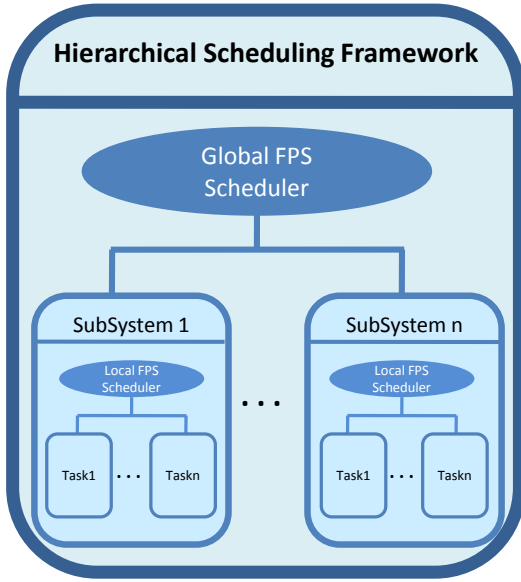 Hierarchical Scheduling Framework
Global FPS
Scheduler
SubSystem 1
Local FPS
Scheduler
Task1
...
Taskn
...
SubSystem n
Local FPS
Scheduler
Task1
...
Taskn